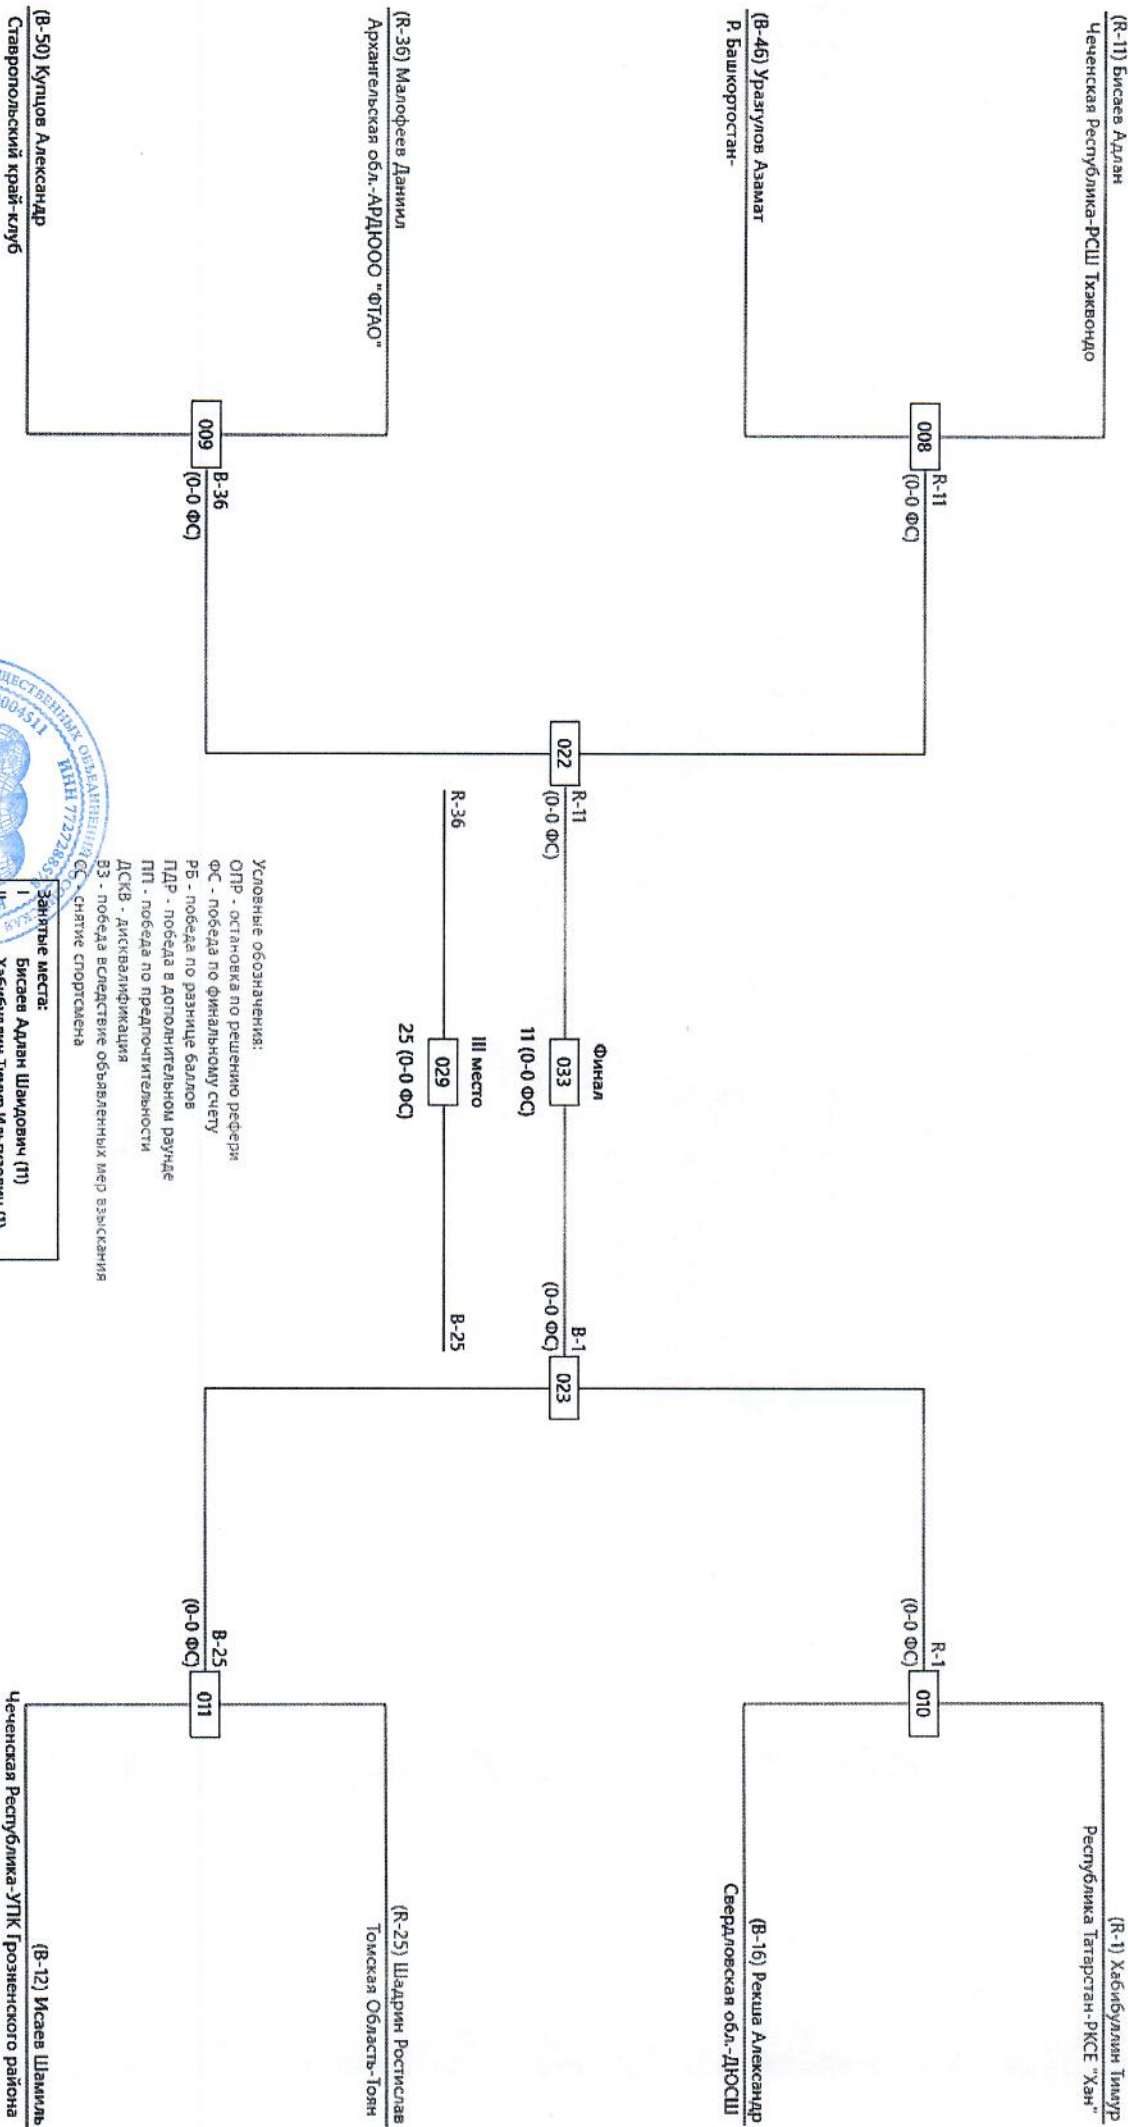 (R-11) Бисаев Адлан
Чеченская Республика-РСШ Тхэквондо
(B-46) Уразгулов Азамат
Р. Башкортостан-
(R-36) Малофеев Даниил
Архангельская обл.-АРДЮОО "ФТАО"
(B-50) Купцов Александр
Ставропольский край-клуб
008
R-11
(0-0 ФС)
009
B-36
(0-0 ФС)
022
R-11
(0-0 ФС)
Финал
033
11 (0-0 ФС)
B-1
(0-0 ФС)
023
R-36
III место
029
25 (0-0 ФС)
B-25
R-1
(0-0 ФС)
010
B-25
(0-0 ФС)
011
(R-1) Хабибуллин Тимур
Республика Татарстан-РКСЕ "Хан"
(B-16) Рекша Александр
Свердловская обл.-ДЮСШ
(R-25) Шадрин Ростислав
Томская Область-Тоян
(B-12) Исаев Шамиль
Чеченская Республика-УПК Грозненского района
Условные обозначения:
ОПР - остановка по решению рефери
ФС - победа по финальному счету
РБ - победа по разнице баллов
ПДР - победа в дополнительном раунде
ПП - победа по предпочтительности
ДСКВ - дисквалификация
ВЗ - победа вследствие объявленных мер взыскания
СС - снятие спортсмена
Занятые места:
I Бисаев Адлан Шаидович (11)
II Хабибуллин Тимур
ОБЪЕДИНЕНИЙ
004511
ИНН